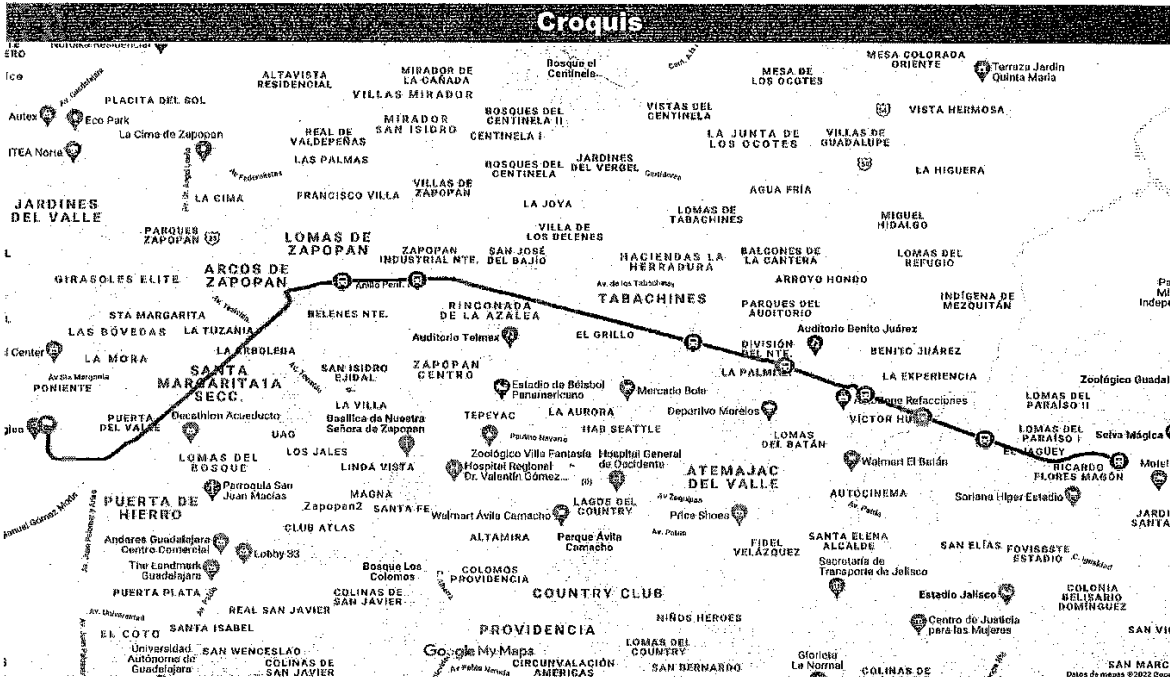 Croquis
Bosque el
Centinela
MESA COLORADA
ORIENTE
Terraza Jardín
Quinta Maria
ALTAVISTA
RESIDENCIAL
MIRADOR DE
LA CAÑADA
VILLAS MIRADOR
MESA DE
LOS OCOTES
Av. Guadalajara
PLACITA DEL SOL
Autex
Eco Park
La Cima de Zapopan
ITEA Norte
REAL DE
VALDEPEÑAS
MIRADOR
SAN ISIDRO
BOSQUES DEL
CENTINELA II
CENTINELA I
VISTAS DEL
CENTINELA
VISTA HERMOSA
LA JUNTA DE
LOS OCOTES
VILLAS DE
GUADALUPE
LAS PALMAS
BOSQUES DEL
CENTINELA
JARDINES
DEL VERGEL
LA HIGUERA
Av. Federalistas
LA CIMA
FRANCISCO VILLA
VILLAS DE
ZAPOPAN
AGUA FRÍA
JARDINES
DEL VALLE
LA JOYA
LOMAS DE
TABACHINES
MIGUEL
HIDALGO
PARQUES
ZAPOPAN
LOMAS DE
ZAPOPAN
VILLA DE
LOS BELENES
ZAPOPAN
INDUSTRIAL NTE.
SAN JOSÉ
DEL BAJÍO
HACIENDAS LA
HERRADURA
BALCONES DE
LA CANTERA
LOMAS DEL
REFUGIO
GIRASOLES ELITE
ARCOS DE
ZAPOPAN
Av. de los Tabachines
TABACHINES
ARROYO HONDO
INDÍGENA DE
MEZQUITÁN
STA MARGARITA
BELENES NTE.
RINCONADA
DE LA AZALEA
PARQUES DEL
AUDITORIO
LAS BÓVEDAS
LA TUZANIA
Auditorio Telmex
EL GRILLO
Auditorio Benito Juárez
LA MORA
LA ARBOLEDA
DIVISIÓN
DEL NTE.
BENITO JUÁREZ
Av Sta Margarita
PONIENTE
SANTA
MARGARITA1A
SECC.
SAN ISIDRO
EJIDAL
ZAPOPAN
CENTRO
LA EXPERIENCIA
Zoológico Guadal
Estadio de Béisbol
Panamericano
Mercado Bola
LOMAS DEL
PARAÍSO II
PUERTA
DEL VALLE
Decathlon Acueducto
LA VILLA
Basílica de Nuestra
Señora de Zapopan
TEPEYAC
LA AURORA
Deportivo Morelos
UAG
HAB SEATTLE
LOMAS
DEL BATÁN
LOMAS DEL
PARAÍSO I
Selva Mágica
LOMAS DEL
BOSQUE
LOS JALES
LINDA VISTA
Zoológico Villa Fantasía
Hospital General
de Occidente
Hospital Regional
Dr. Valentín Gómez...
ATEMAJAC
DEL VALLE
Walmart El Batán
RICARDO
FLORES MAGÓN
Parroquia San
Juan Macías
MAGNA
Zapopan2
SANTA FE
LAGOS DEL
COUNTRY
AUTOCINEMA
Soriana Híper Estadio
PUERTA DE
HIERRO
CLUB ATLAS
Walmart Ávila Camacho
Price Shoes
Andares Guadalajara
Centro Comercial
Lobby 33
ALTAMIRA
Parque Ávila
Camacho
FIDEL
VELÁZQUEZ
SANTA ELENA
ALCALDE
SAN ELÍAS
FOVISSSTE
ESTADIO
The Landmark
Guadalajara
Bosque Los
Colomos
COLOMOS
PROVIDENCIA
Secretaría de
Transporte de Jalisco
PUERTA PLATA
COLINAS DE
SAN JAVIER
COUNTRY CLUB
Estadio Jalisco
COLONIA
BELISARIO
DOMÍNGUEZ
REAL SAN JAVIER
NIÑOS HÉROES
Centro de Justicia
para las Mujeres
EL COTO
SANTA ISABEL
PROVIDENCIA
LOMAS DEL
COUNTRY
Universidad
Autónoma de
Guadalajara
SAN WENCESLAO
COLINAS DE
SAN JAVIER
Google My Maps
CIRCUNVALACIÓN
AMÉRICAS
SAN BERNARDO
Glorieta
La Normal
COLINAS DE
SAN MARC